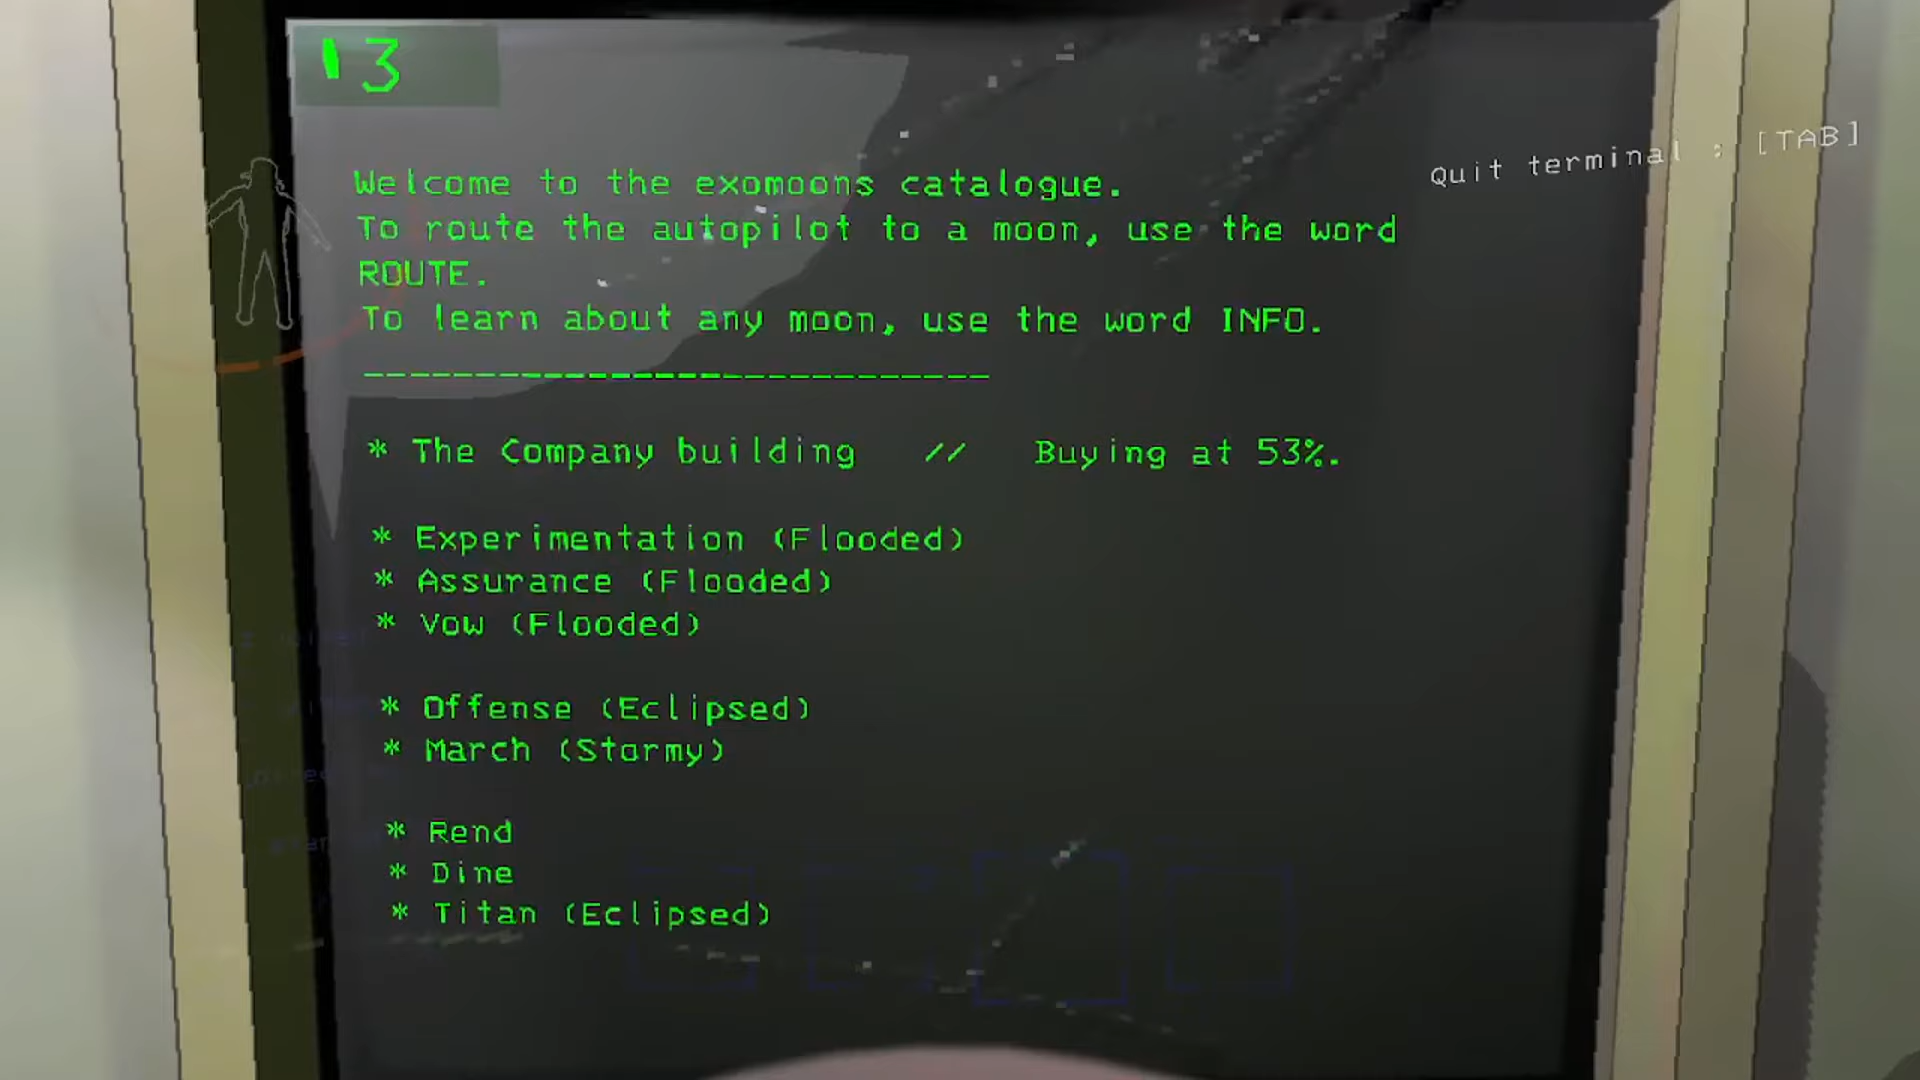 3
Welcome to the exomoons catalogue.
To route the autopilot to a moon, use the word
ROUTE.
To learn about any moon, use the word INFO.
----------------------------
* The Company building // Buying at 53%.
* Experimentation (Flooded)
* Assurance (Flooded)
* Vow (Flooded)
* Offense (Eclipsed)
* March (Stormy)
* Rend
* Dine
* Titan (Eclipsed)
Quit terminal : [TAB]